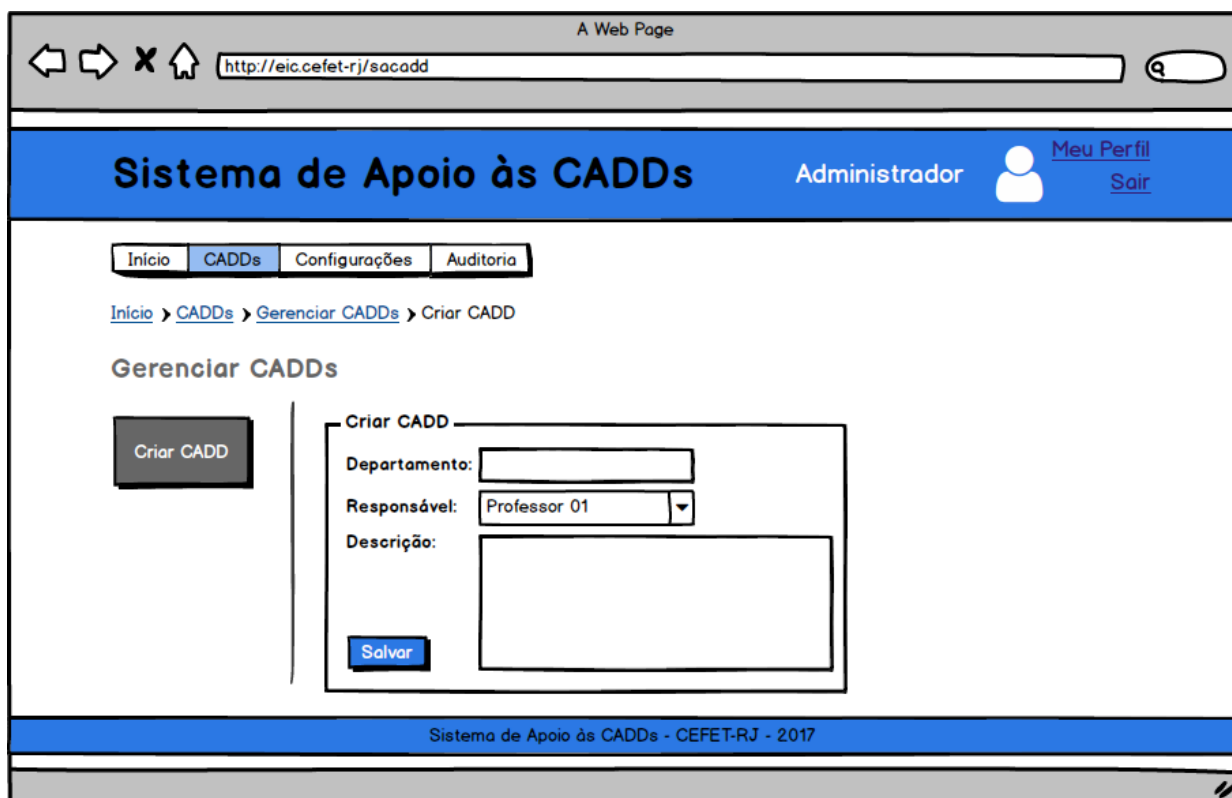 A Web Page
http://eic.cefet-rj/sacadd
Sistema de Apoio às CADDs
Administrador
Meu Perfil
Sair
Início CADDs Configurações Auditoria
Início CADDs Gerenciar CADDs Criar CADD
Gerenciar CADDs
Criar CADD
Criar CADD
Departamento:
Responsável: Professor 01
Descrição:
Salvar
Sistema de Apoio às CADDs - CEFET-RJ - 2017